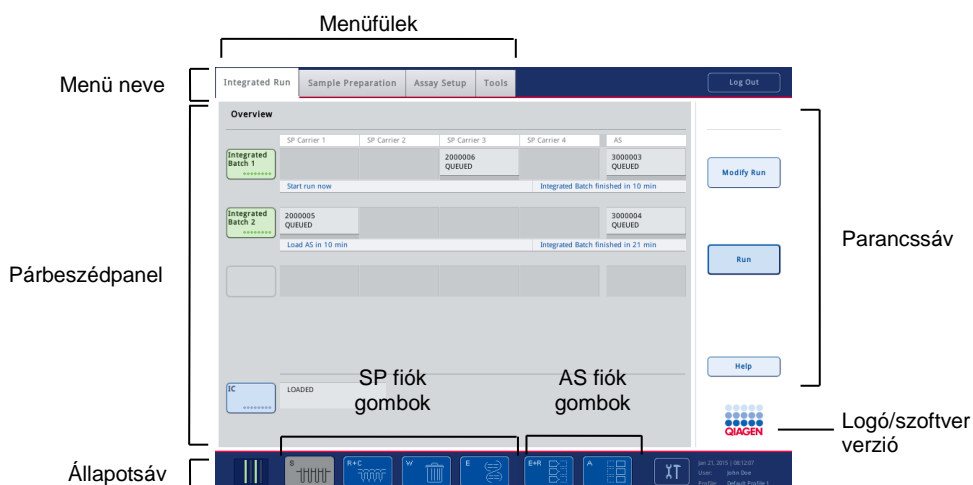 Menüfülek
Menü neve
Integrated Run Sample Preparation Assay Setup Tools Log Out
Overview
SP Carrier 1 SP Carrier 2 SP Carrier 3 SP Carrier 4 AS
Integrated Batch 1
2000006 QUEUED
3000003 QUEUED
Modify Run
Start run now Integrated Batch finished in 10 min
Integrated Batch 2
2000005 QUEUED
3000004 QUEUED
Load AS in 10 min Integrated Batch finished in 21 min
Run
Parancssáv
Párbeszédpanel
Help
SP fiók gombok
AS fiók gombok
IC LOADED
QIAGEN
Logó/szoftver verzió
Állapotsáv
S R+C W E E+R A
Jan 21, 2015 | 08:12:07
User: John Doe
Profile: Default Profile 1